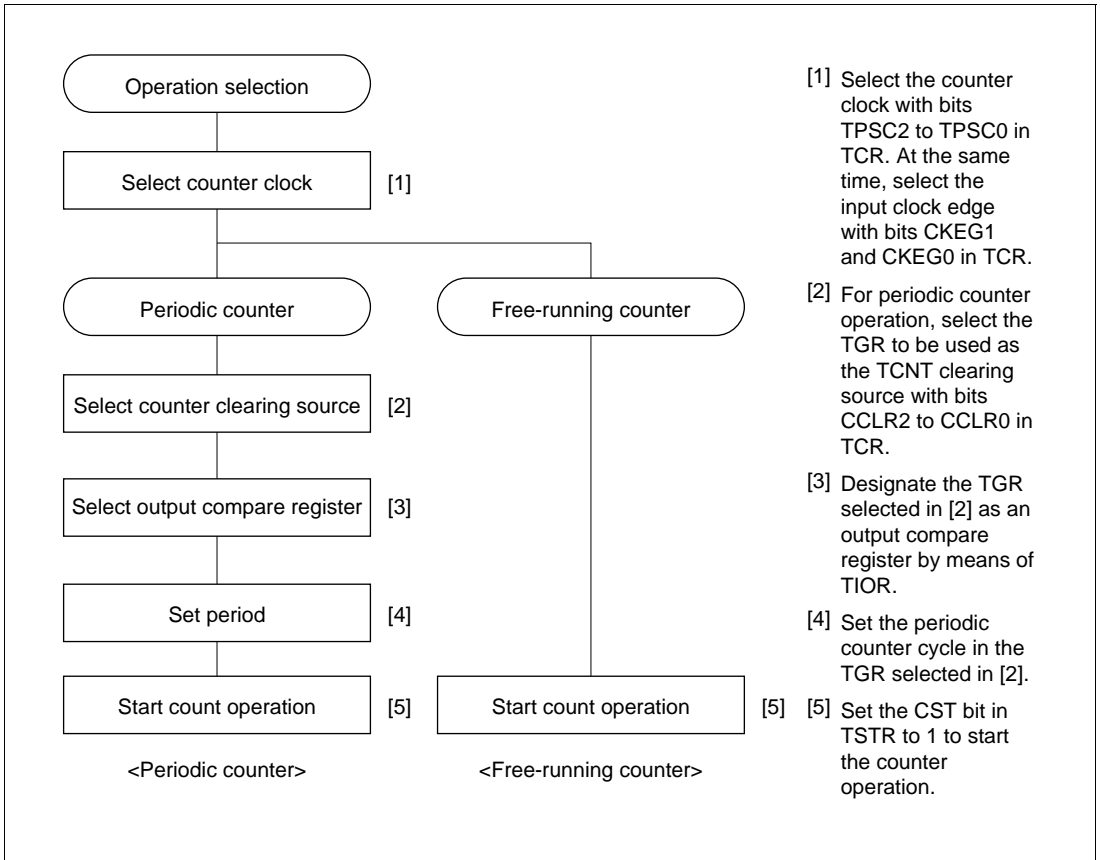 Operation selection
Select counter clock
[1]
Periodic counter
Free-running counter
Select counter clearing source
[2]
Select output compare register
[3]
Set period
[4]
Start count operation
[5]
Start count operation
[5]
<Periodic counter>
<Free-running counter>
[1] Select the counter
clock with bits
TPSC2 to TPSC0 in
TCR. At the same
time, select the
input clock edge
with bits CKEG1
and CKEG0 in TCR.
[2] For periodic counter
operation, select the
TGR to be used as
the TCNT clearing
source with bits
CCLR2 to CCLR0 in
TCR.
[3] Designate the TGR
selected in [2] as an
output compare
register by means of
TIOR.
[4] Set the periodic
counter cycle in the
TGR selected in [2].
[5] Set the CST bit in
TSTR to 1 to start
the counter
operation.